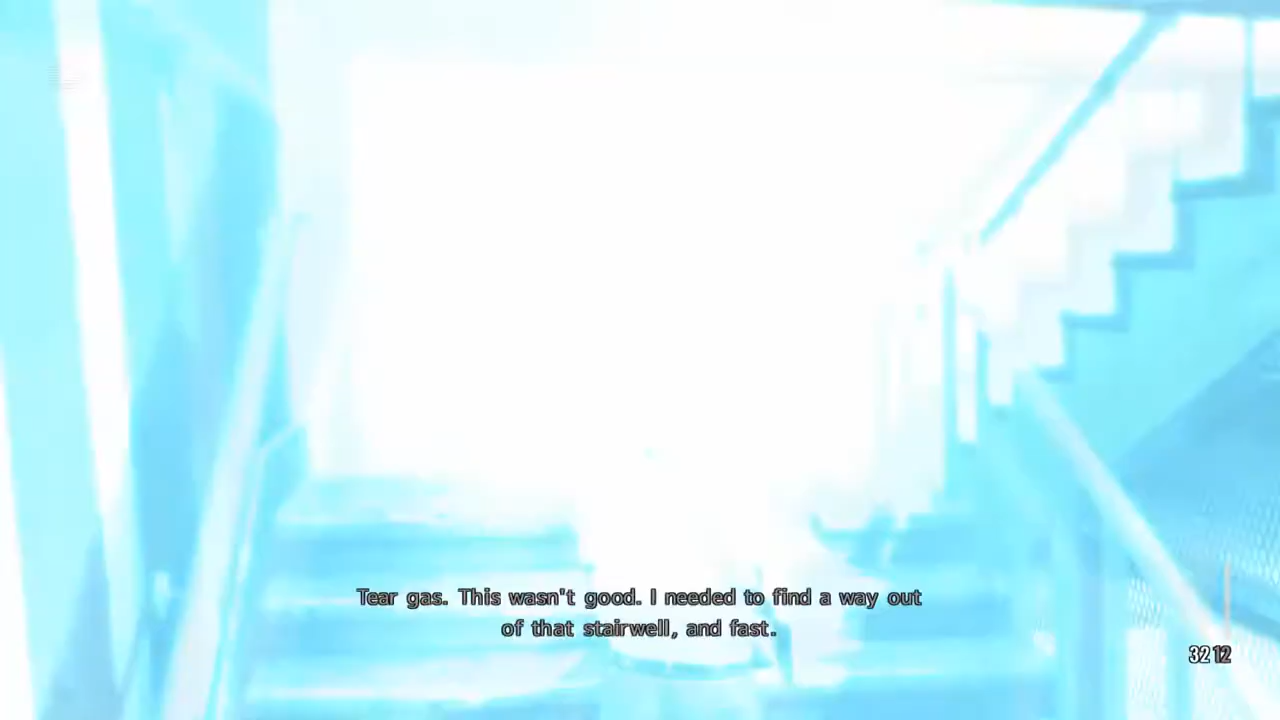 Tear gas. This wasn't good. I needed to find a way out
of that stairwell, and fast.
32 12